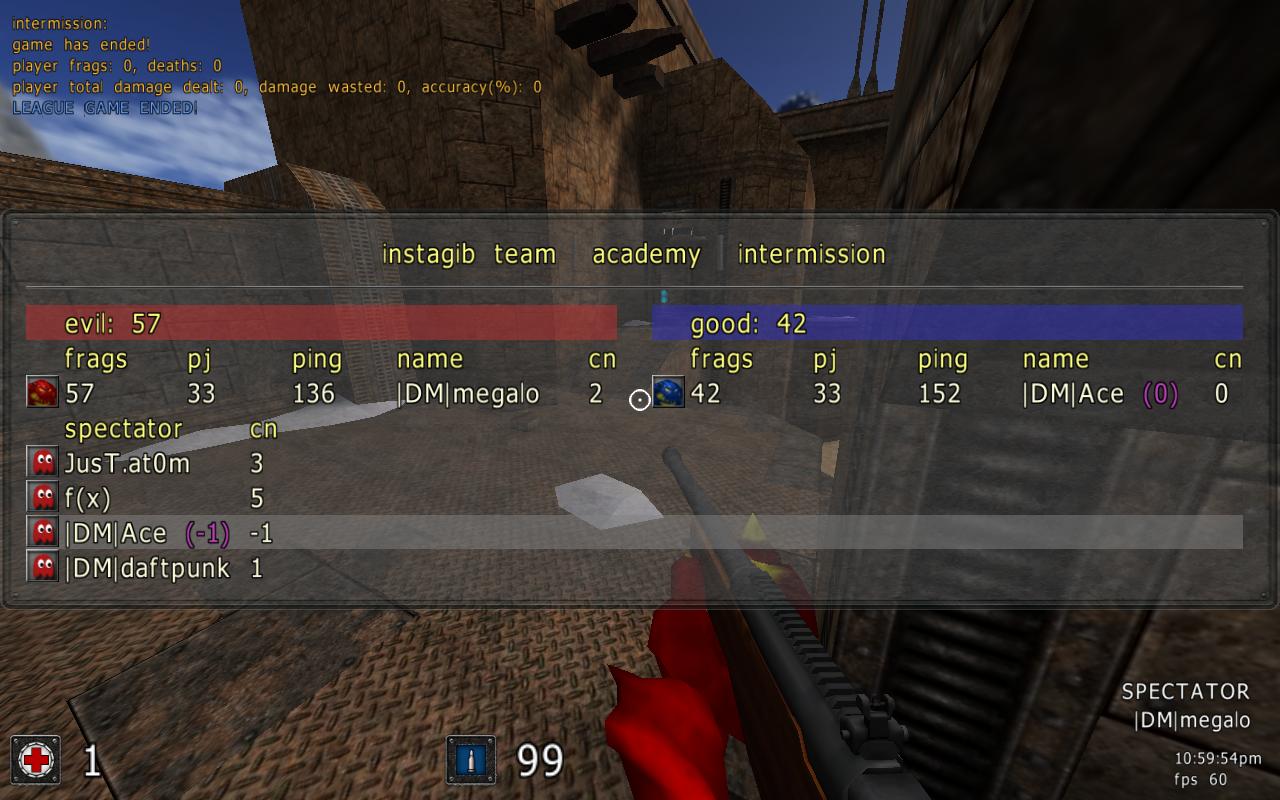 intermission:
game has ended!
player frags: 0, deaths: 0
player total damage dealt: 0, damage wasted: 0, accuracy(%): 0
LEAGUE GAME ENDED!
instagib team academy intermission
evil: 57 good: 42
frags pj ping name cn frags pj ping name cn
57 33 136 |DM|megalo 2 42 33 152 |DM|Ace (0) 0
spectator cn
JusT.at0m 3
f(x) 5
|DM|Ace (-1) -1
|DM|daftpunk 1
SPECTATOR
|DM|megalo
1 99
10:59:54pm
fps 60